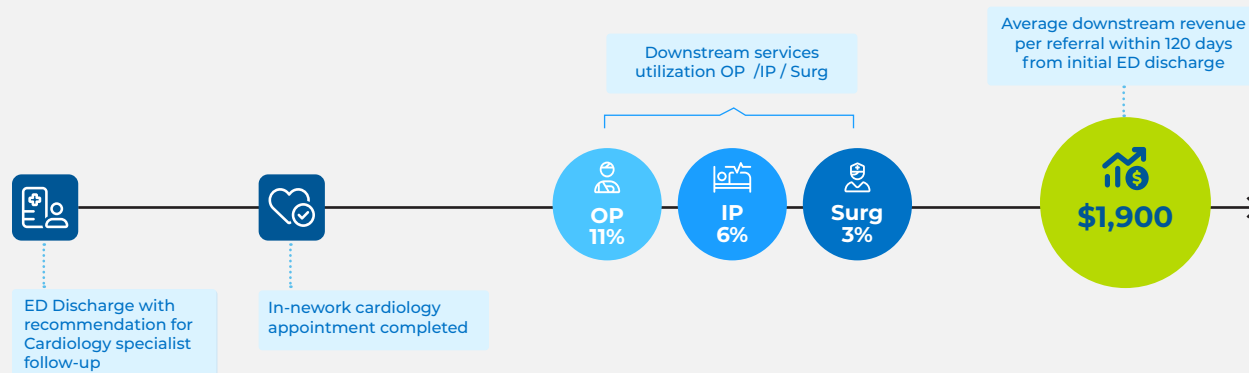 Average downstream revenue
per referral within 120 days
from initial ED discharge
Downstream services
utilization OP /IP / Surg
OP
11%
IP
6%
Surg
3%
$1,900
ED Discharge with
recommendation for
Cardiology specialist
follow-up
In-nework cardiology
appointment completed